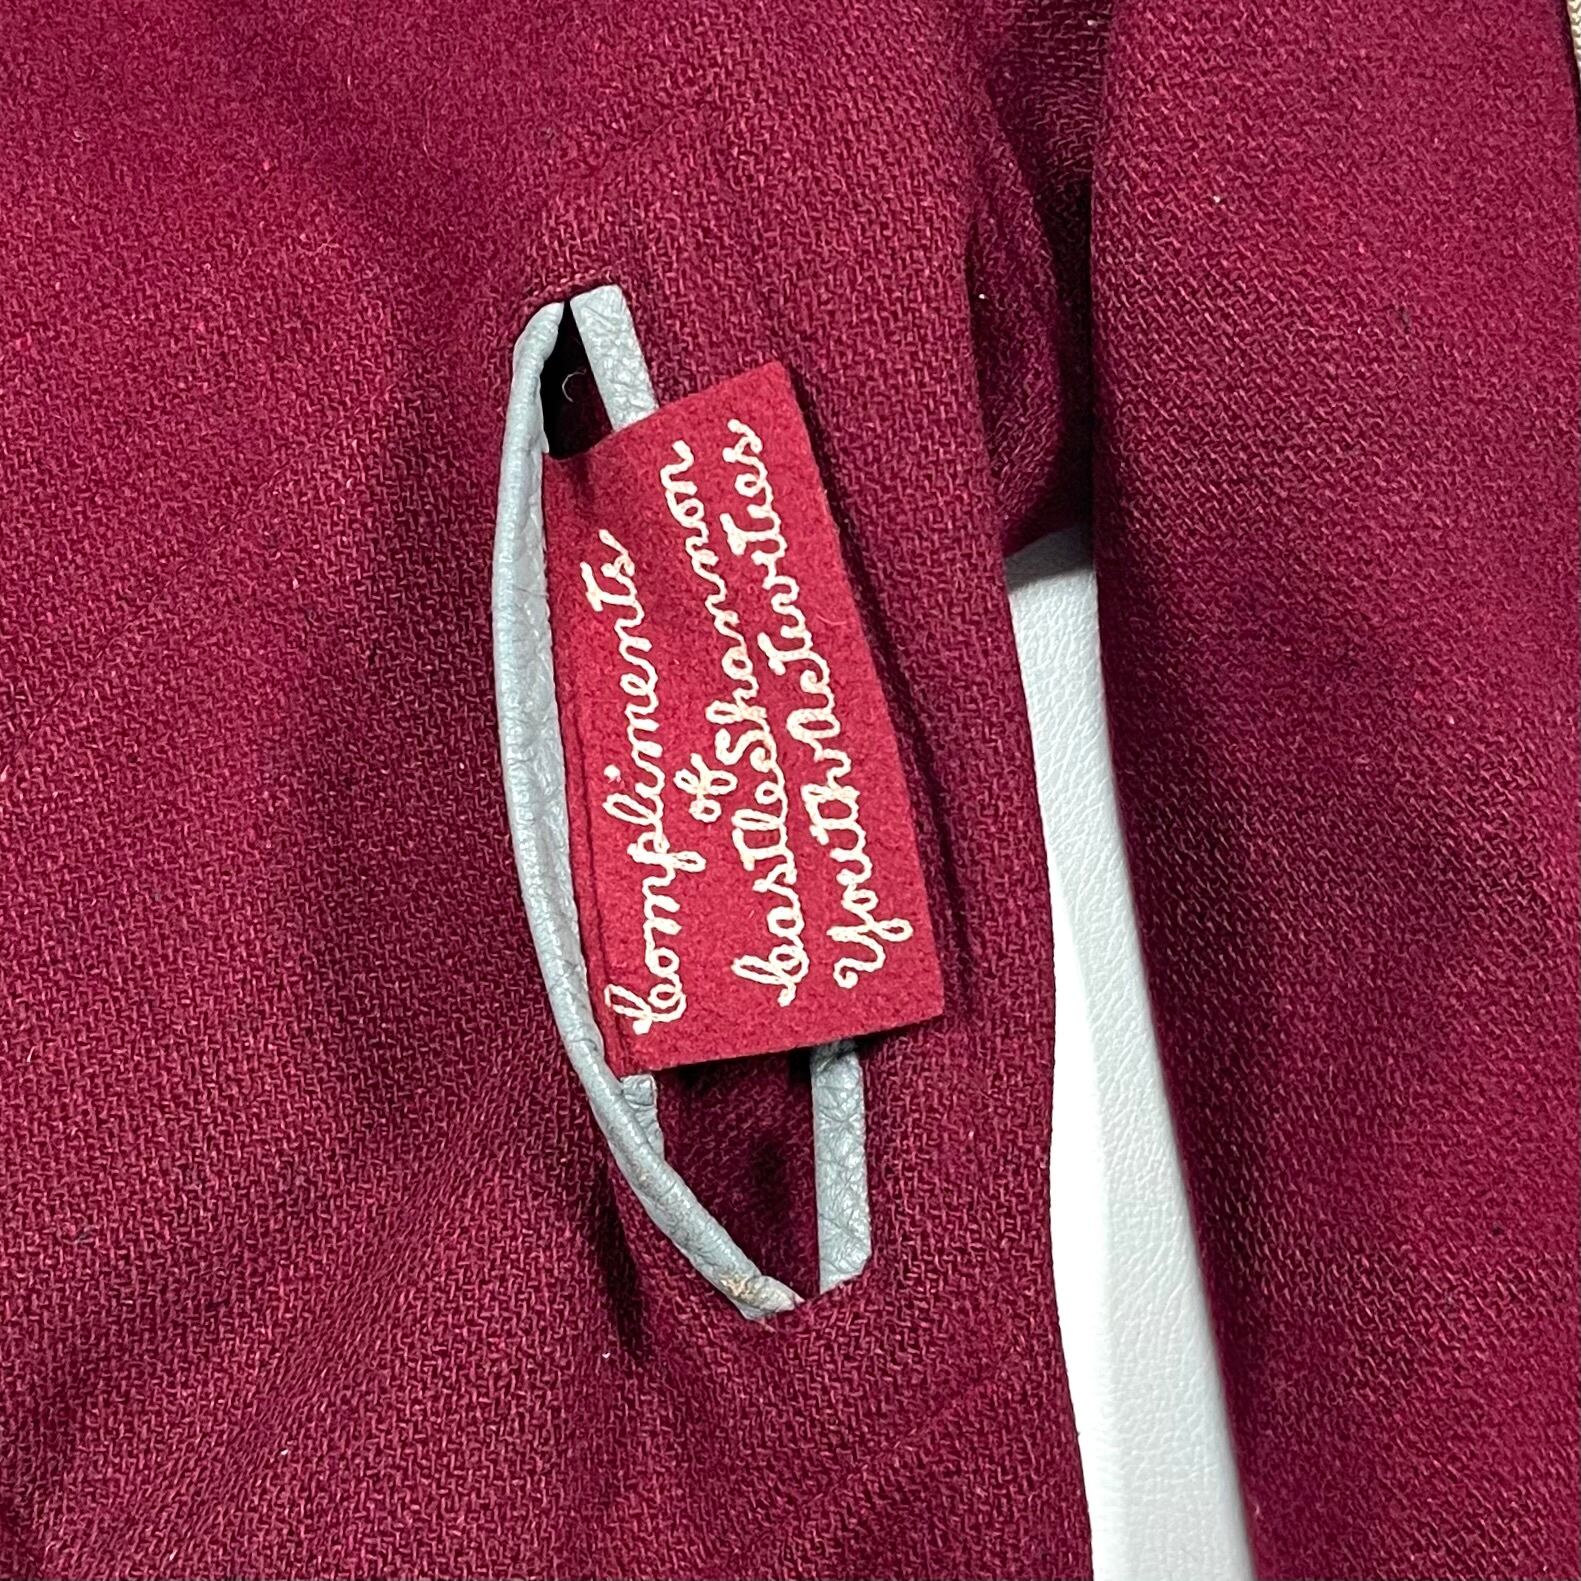 Compliments
of
Castle Shannon
Youth Activities